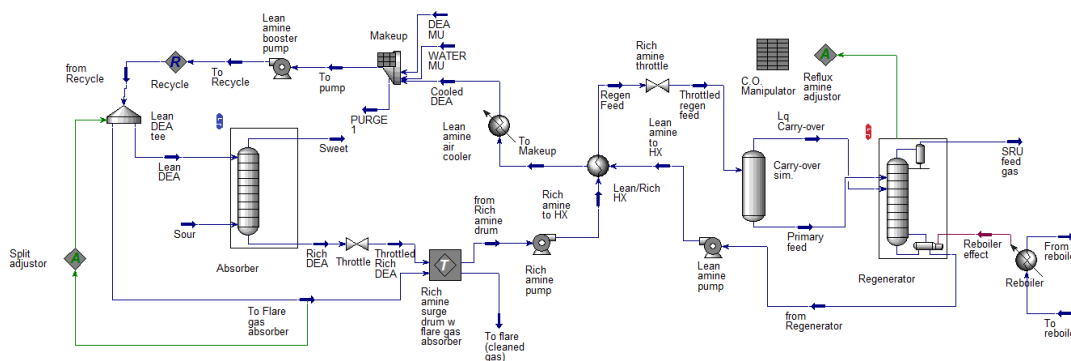 Lean
amine
booster
pump
Makeup
DEA
MU
WATER
MU
from
Recycle
R
Recycle
To
Recycle
To
pump
Cooled
DEA
PURGE
1
Lean
DEA
tee
Lean
DEA
Sweet
Sour
Absorber
Split
adjustor
A
Rich
DEA
Throttle
Throttled
Rich DEA
T
Rich
amine
surge
drum w
flare gas
absorber
To Flare
gas
absorber
from
Rich
amine
drum
To flare
(cleaned
gas)
Rich
amine
pump
Rich
amine
to HX
Lean
amine air
cooler
To
Makeup
Lean/Rich
HX
Regen
Feed
Rich
amine
throttle
Throttled
regen
feed
Lean
amine
to HX
Lean
amine
pump
Lq
Carry-over
Carry-over
sim.
Primary
feed
from
Regenerator
C.O.
Manipulator
A
Reflux
amine
adjustor
SRU
feed
gas
Regenerator
Reboiler
effect
Reboiler
From
reboile
To
reboile